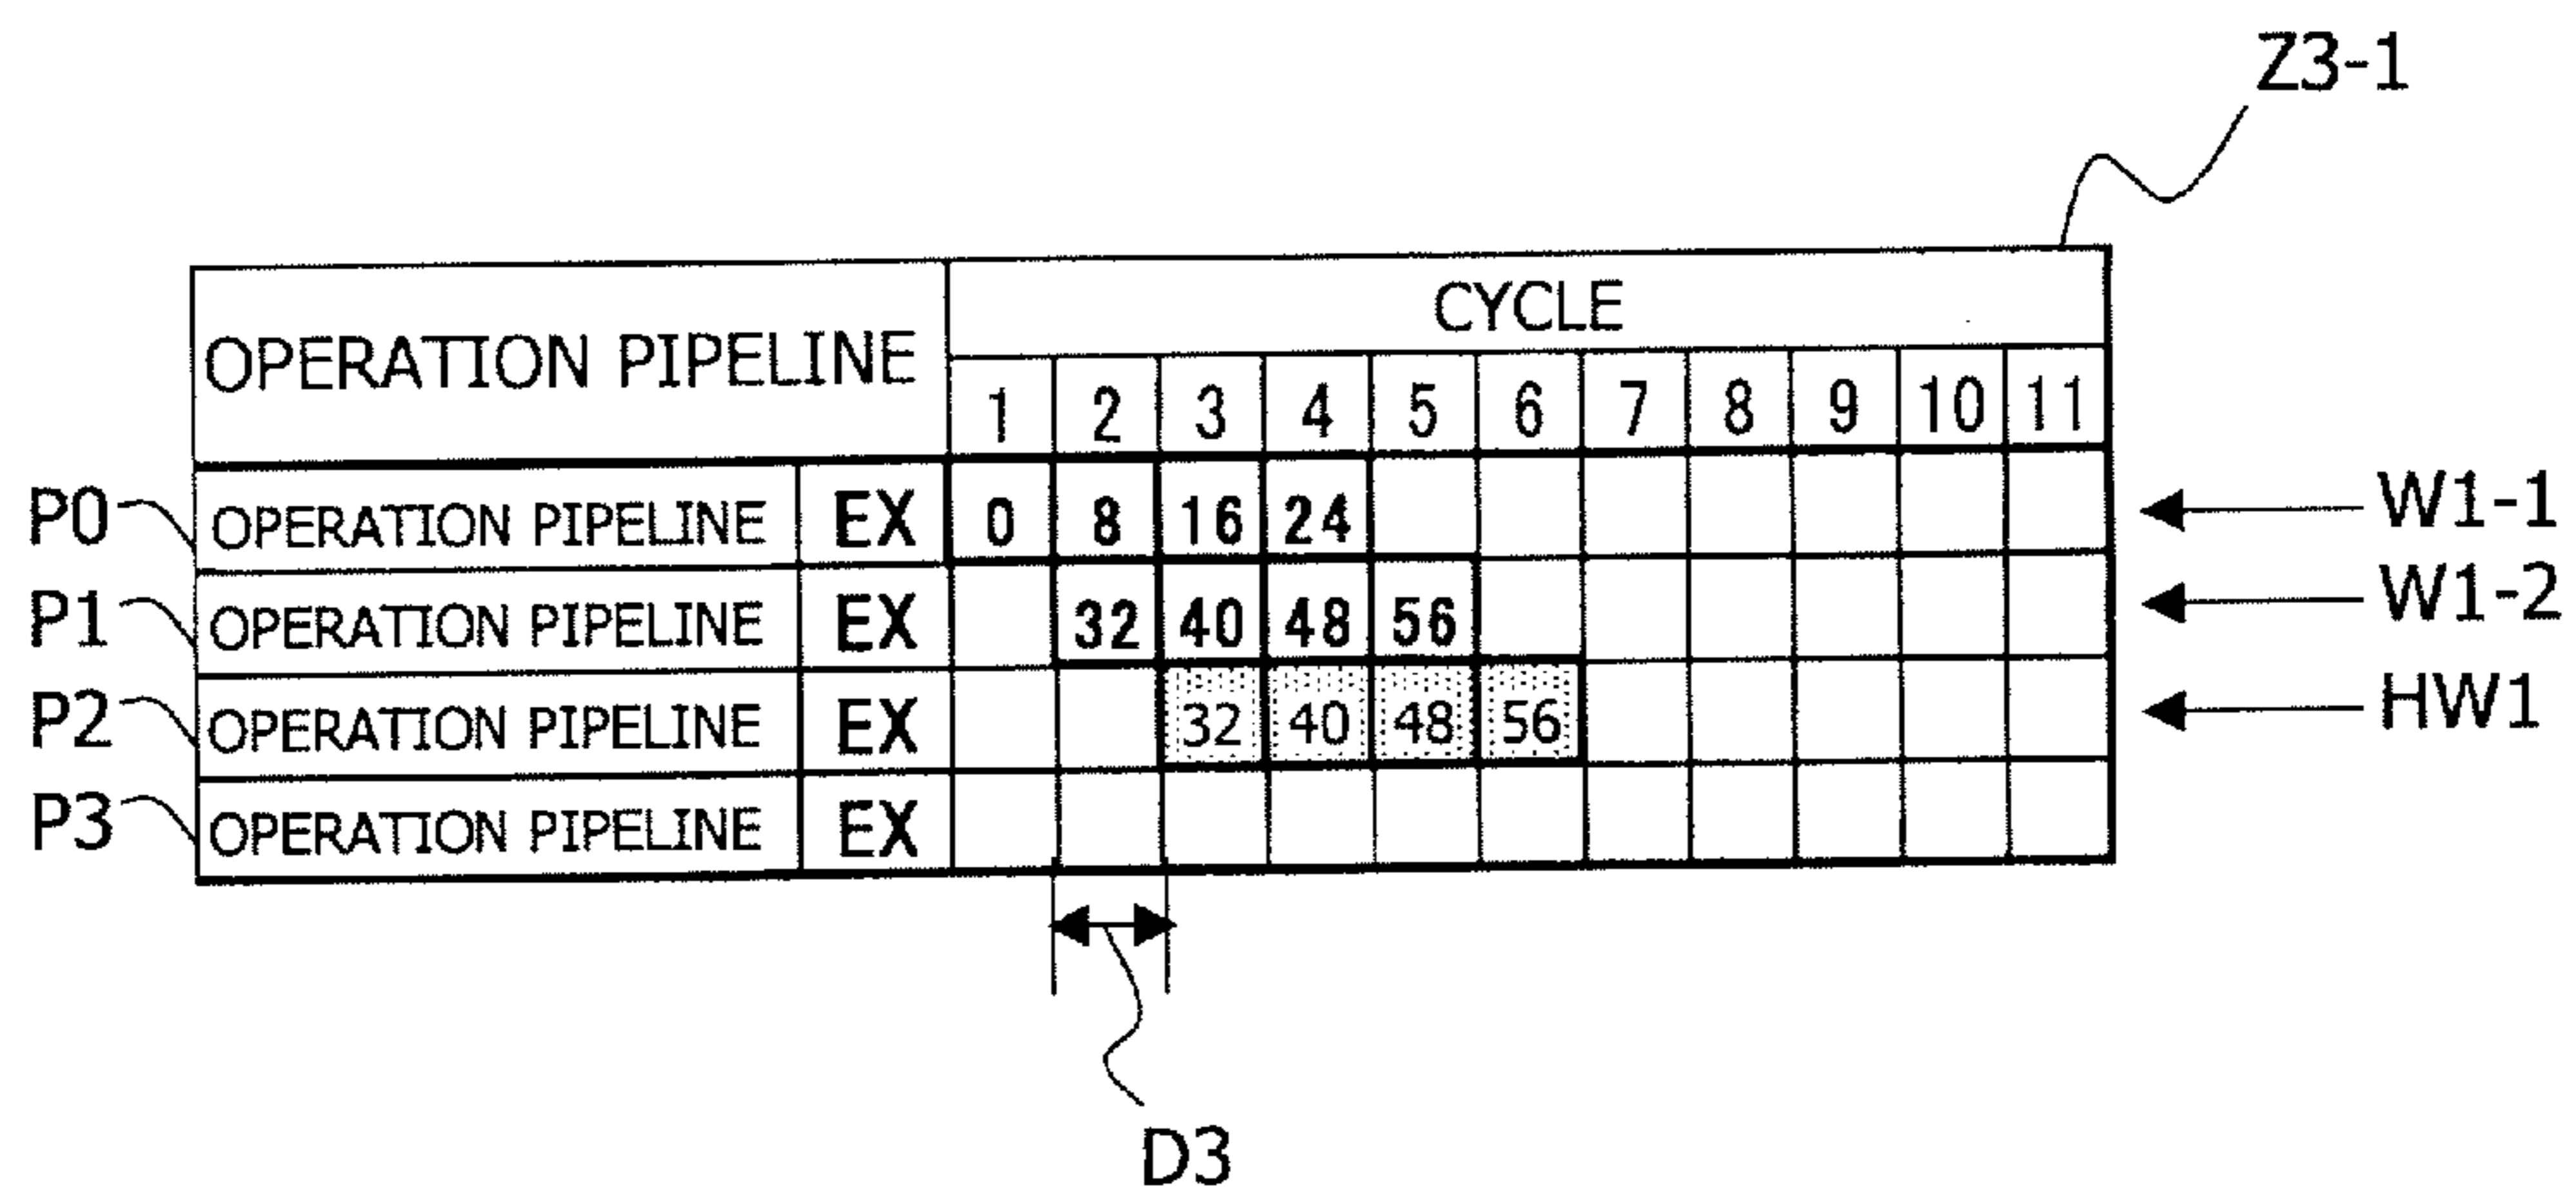 Z3-1
CYCLE
OPERATION PIPELINE
1 2 3 4 5 6 7 8 9 10 11
P0 OPERATION PIPELINE EX 0 8 16 24 W1-1
P1 OPERATION PIPELINE EX 32 40 48 56 W1-2
P2 OPERATION PIPELINE EX 32 40 48 56 HW1
P3 OPERATION PIPELINE EX
D3